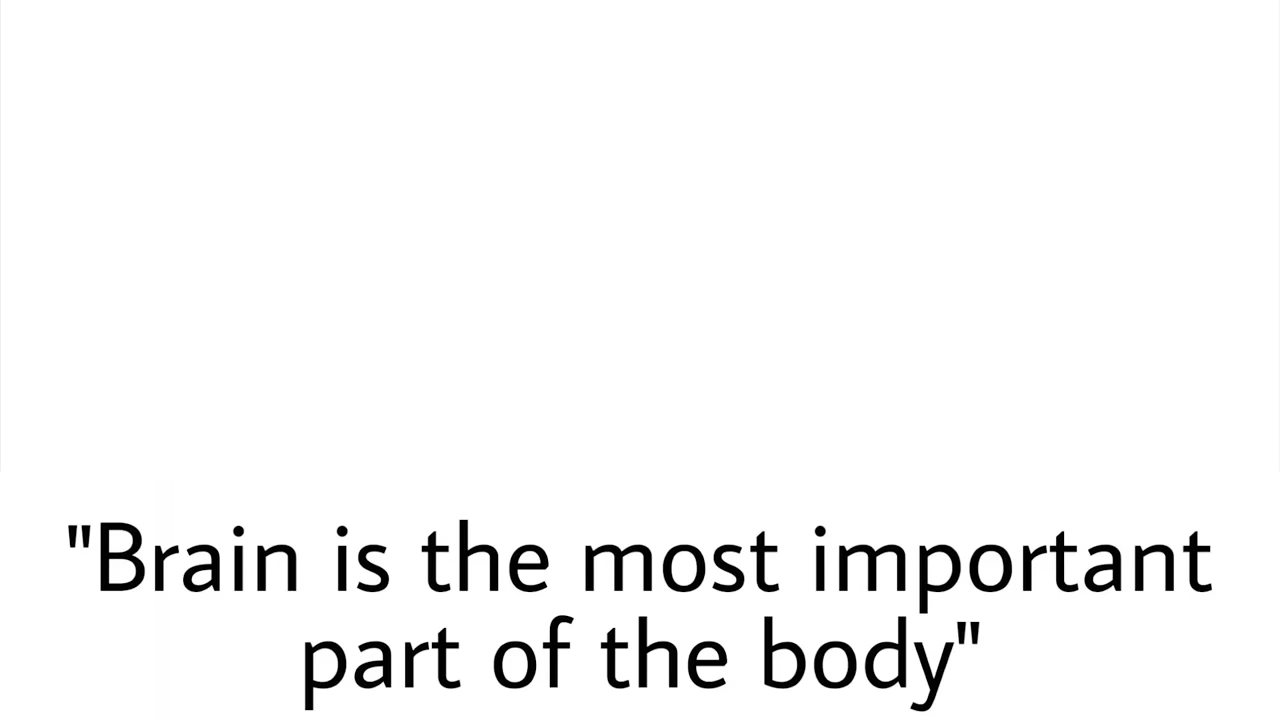 "Brain is the most important
part of the body"